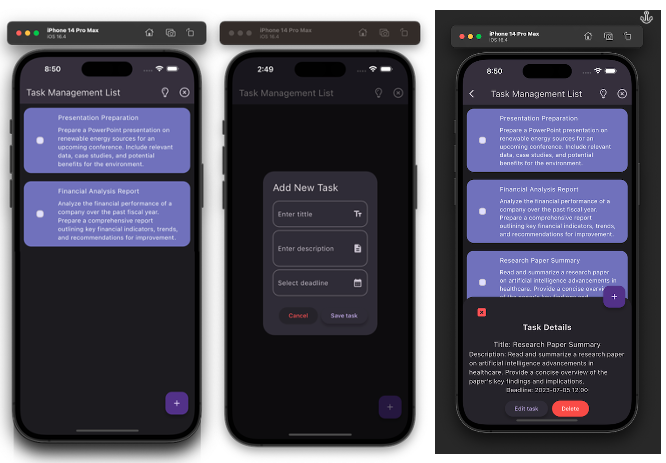 iPhone 14 Pro Max
iOS 16.4
8:50
Task Management List
Presentation Preparation
Prepare a PowerPoint presentation on
renewable energy sources for an
upcoming conference. Include relevant
data, case studies, and potential
benefits for the environment.
Financial Analysis Report
Analyze the financial performance of a
company over the past fiscal year.
Prepare a comprehensive report
outlining key financial indicators, trends,
and recommendations for improvement.
+
iPhone 14 Pro Max
iOS 16.4
2:49
Task Management List
Add New Task
Enter tittle
Tт
Enter description
Select deadline
Cancel
Save task
+
iPhone 14 Pro Max
iOS 16.4
8:50
Task Management List
Presentation Preparation
Prepare a PowerPoint presentation on
renewable energy sources for an
upcoming conference. Include relevant
data, case studies, and potential
benefits for the environment.
Financial Analysis Report
Analyze the financial performance of a
company over the past fiscal year.
Prepare a comprehensive report
outlining key financial indicators, trends,
and recommendations for improvement.
Research Paper Summary
Read and summarize a research paper
on artificial intelligence advancements in
healthcare. Provide a concise overview
of the paper's key findings and
+
Task Details
Title: Research Paper Summary
Description: Read and summarize a research paper
on artificial intelligence advancements in
healthcare. Provide a concise overview of the
paper's key findings and implications.
Deadline: 2023-07-05 12:00
Edit task
Delete